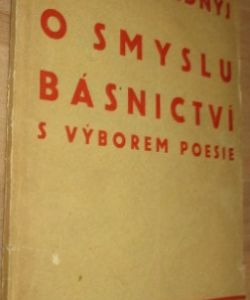 O SMYSLU
BÁSNICTVÍ
S VÝBOREM POESIE